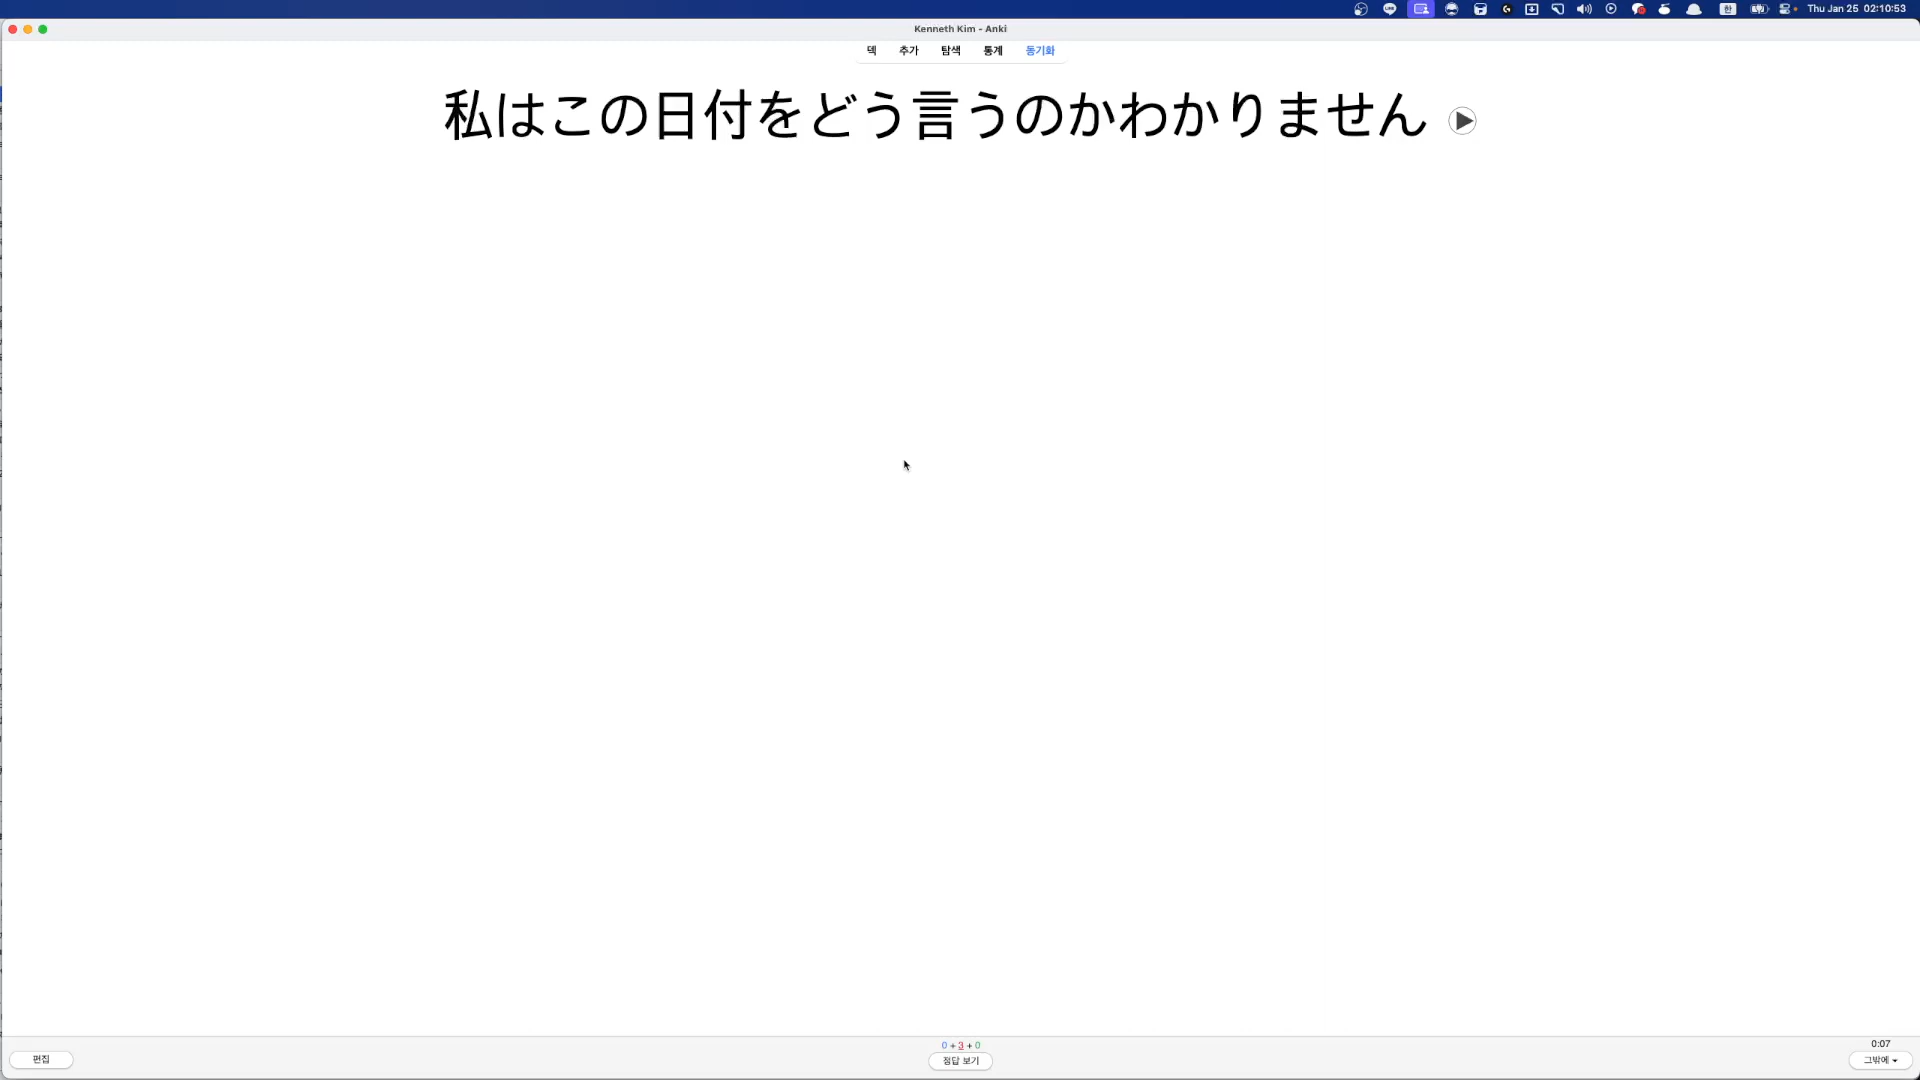 Thu Jan 25 02:10:53
Kenneth Kim - Anki
덱 추가 탐색 통계 동기화
私はこの日付をどう言うのかわかりません
0 + 3 + 0
0:07
편집
정답 보기
그밖에